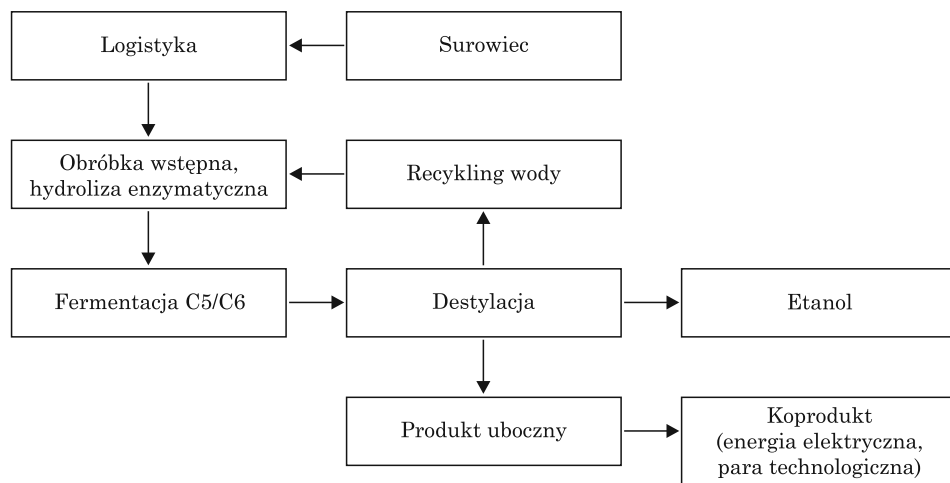 Logistyka
Surowiec
Obróbka wstępna,
hydroliza enzymatyczna
Recykling wody
Fermentacja C5/C6
Destylacja
Etanol
Produkt uboczny
Koprodukt
(energia elektryczna,
para technologiczna)